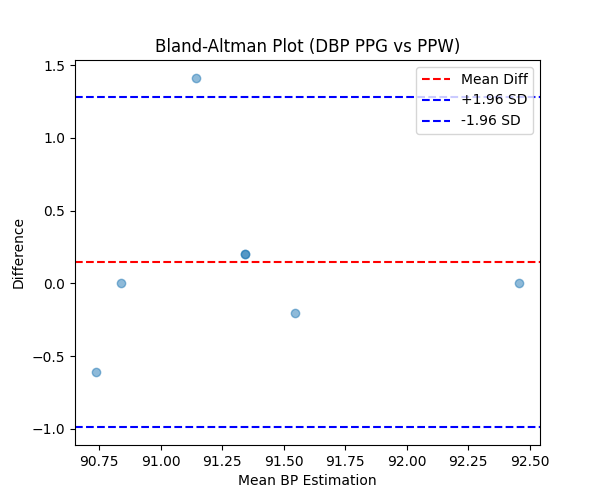 Bland-Altman Plot (DBP PPG vs PPW)
1.5
1.0
0.5
0.0
−0.5
−1.0
Difference
Mean Diff
+1.96 SD
-1.96 SD
90.75 91.00 91.25 91.50 91.75 92.00 92.25 92.50
Mean BP Estimation